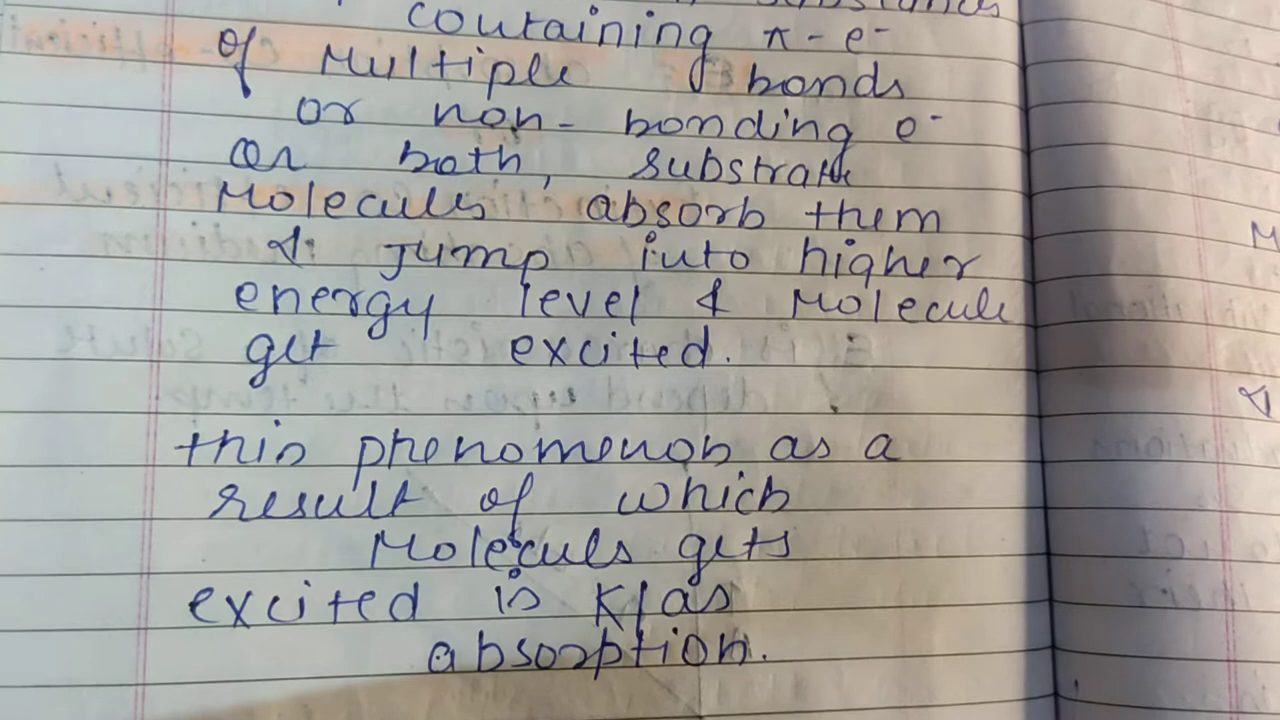 containing π-e-
of Multiple bonds
or non-bonding e-
or both, substrate
Molecules absorb them
& jump into higher
energy level & Molecule
get excited.
this phenomenon as a
result of which
Molecules gets
excited is K/as
absorption.